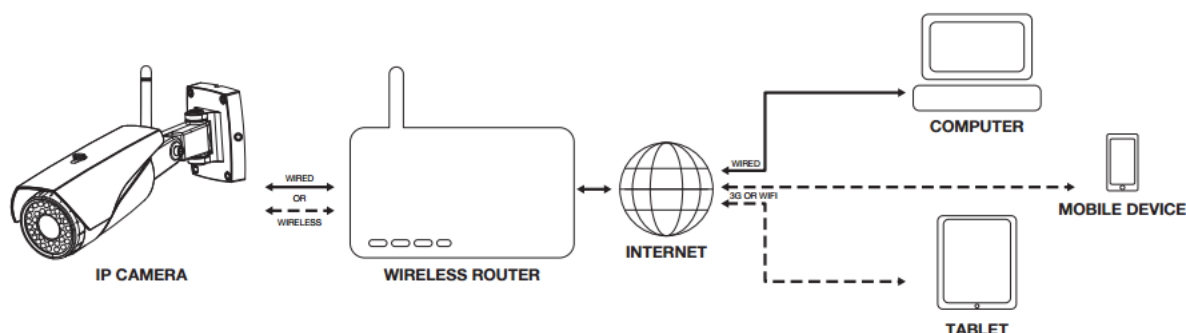 WIRED
OR
WIRELESS
IP CAMERA
WIRELESS ROUTER
INTERNET
WIRED
3G OR WIFI
COMPUTER
MOBILE DEVICE
TABLET